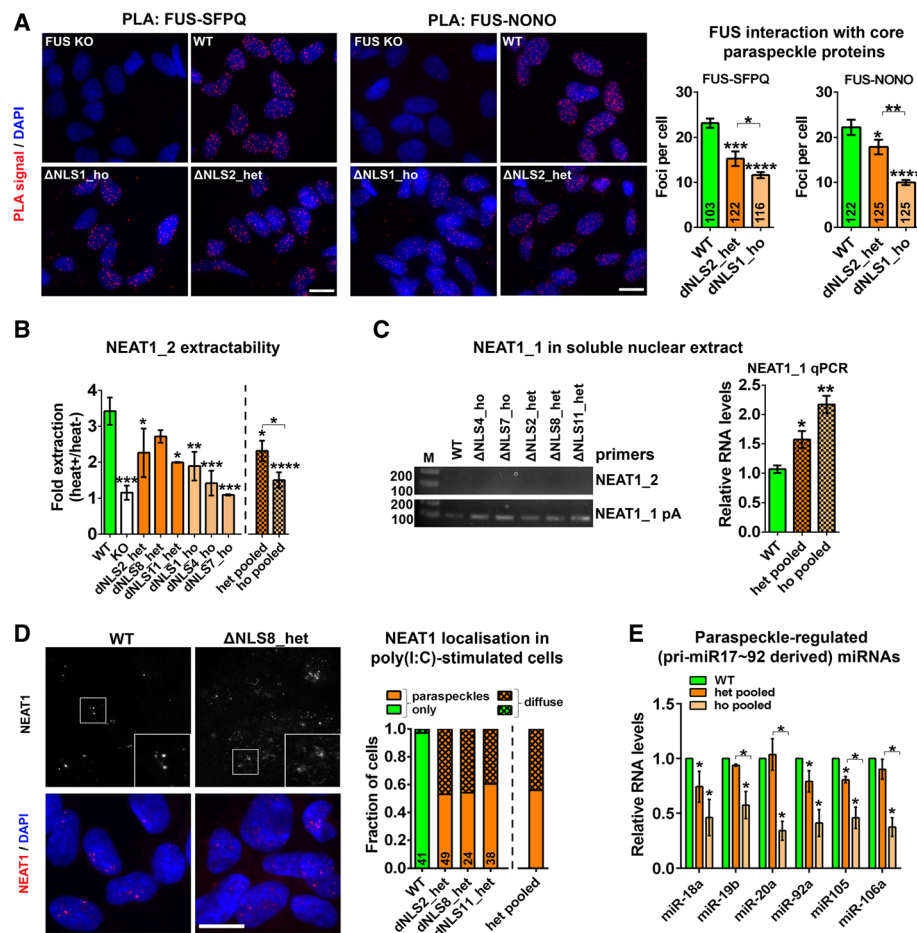 A
PLA: FUS-SFPQ
PLA: FUS-NONO
FUS interaction with core
paraspeckle proteins
PLA signal / DAPI
FUS KO
WT
ΔNLS1_ho
ΔNLS2_het
FUS KO
WT
ΔNLS1_ho
ΔNLS2_het
FUS-SFPQ
Foci per cell
30
20
10
0
***
*
****
103
122
116
WT
dNLS2_het
dNLS1_ho
FUS-NONO
Foci per cell
30
20
10
0
*
**
****
122
125
125
WT
dNLS2_het
dNLS1_ho
B
NEAT1_2 extractability
Fold extraction
(heat+/heat-)
4
3
2
1
0
***
*
*
**
***
***
*
*
****
WT
KO
dNLS2_het
dNLS8_het
dNLS11_het
dNLS1_ho
dNLS4_ho
dNLS7_ho
het pooled
ho pooled
C
NEAT1_1 in soluble nuclear extract
M
WT
ΔNLS4_ho
ΔNLS7_ho
ΔNLS2_het
ΔNLS8_het
ΔNLS11_het
primers
200
100
NEAT1_2
200
100
NEAT1_1 pA
NEAT1_1 qPCR
Relative RNA levels
2.5
2.0
1.5
1.0
0.5
0.0
*
**
WT
het pooled
ho pooled
D
WT
ΔNLS8_het
NEAT1
NEAT1 / DAPI
NEAT1 localisation in
poly(I:C)-stimulated cells
paraspeckles
only
diffuse
Fraction of cells
1.0
0.8
0.6
0.4
0.2
0.0
41
49
24
38
WT
dNLS2_het
dNLS8_het
dNLS11_het
het pooled
E
Paraspeckle-regulated
(pri-miR17~92 derived) miRNAs
WT
het pooled
ho pooled
Relative RNA levels
2.0
1.5
1.0
0.5
0.0
*
*
*
*
*
*
*
*
*
*
*
*
*
miR-18a
miR-19b
miR-20a
miR-92a
miR105
miR-106a